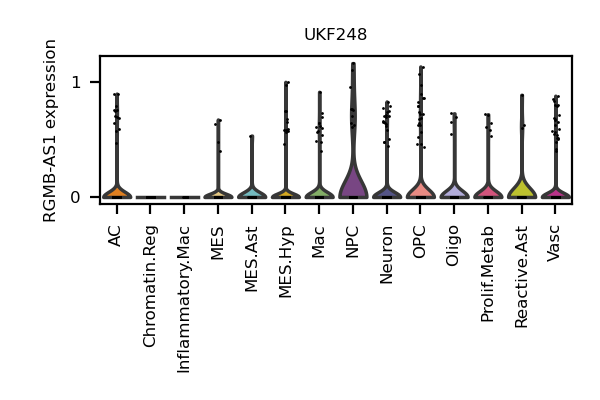 UKF248
RGMB-AS1 expression
1
0
AC
Chromatin.Reg
Inflammatory.Mac
MES
MES.Ast
MES.Hyp
Mac
NPC
Neuron
OPC
Oligo
Prolif.Metab
Reactive.Ast
Vasc